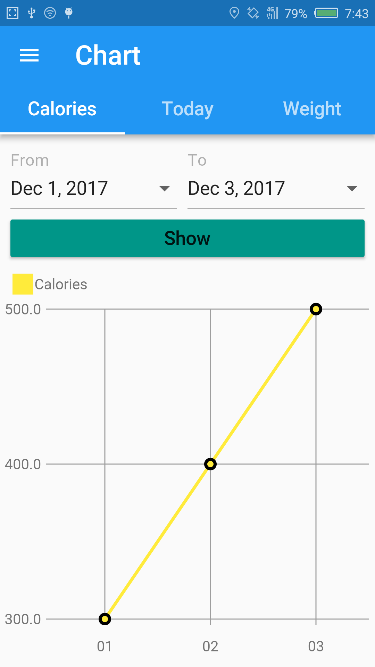 79% 7:43
Chart
Calories Today Weight
From To
Dec 1, 2017 Dec 3, 2017
Show
Calories
500.0
400.0
300.0
01 02 03